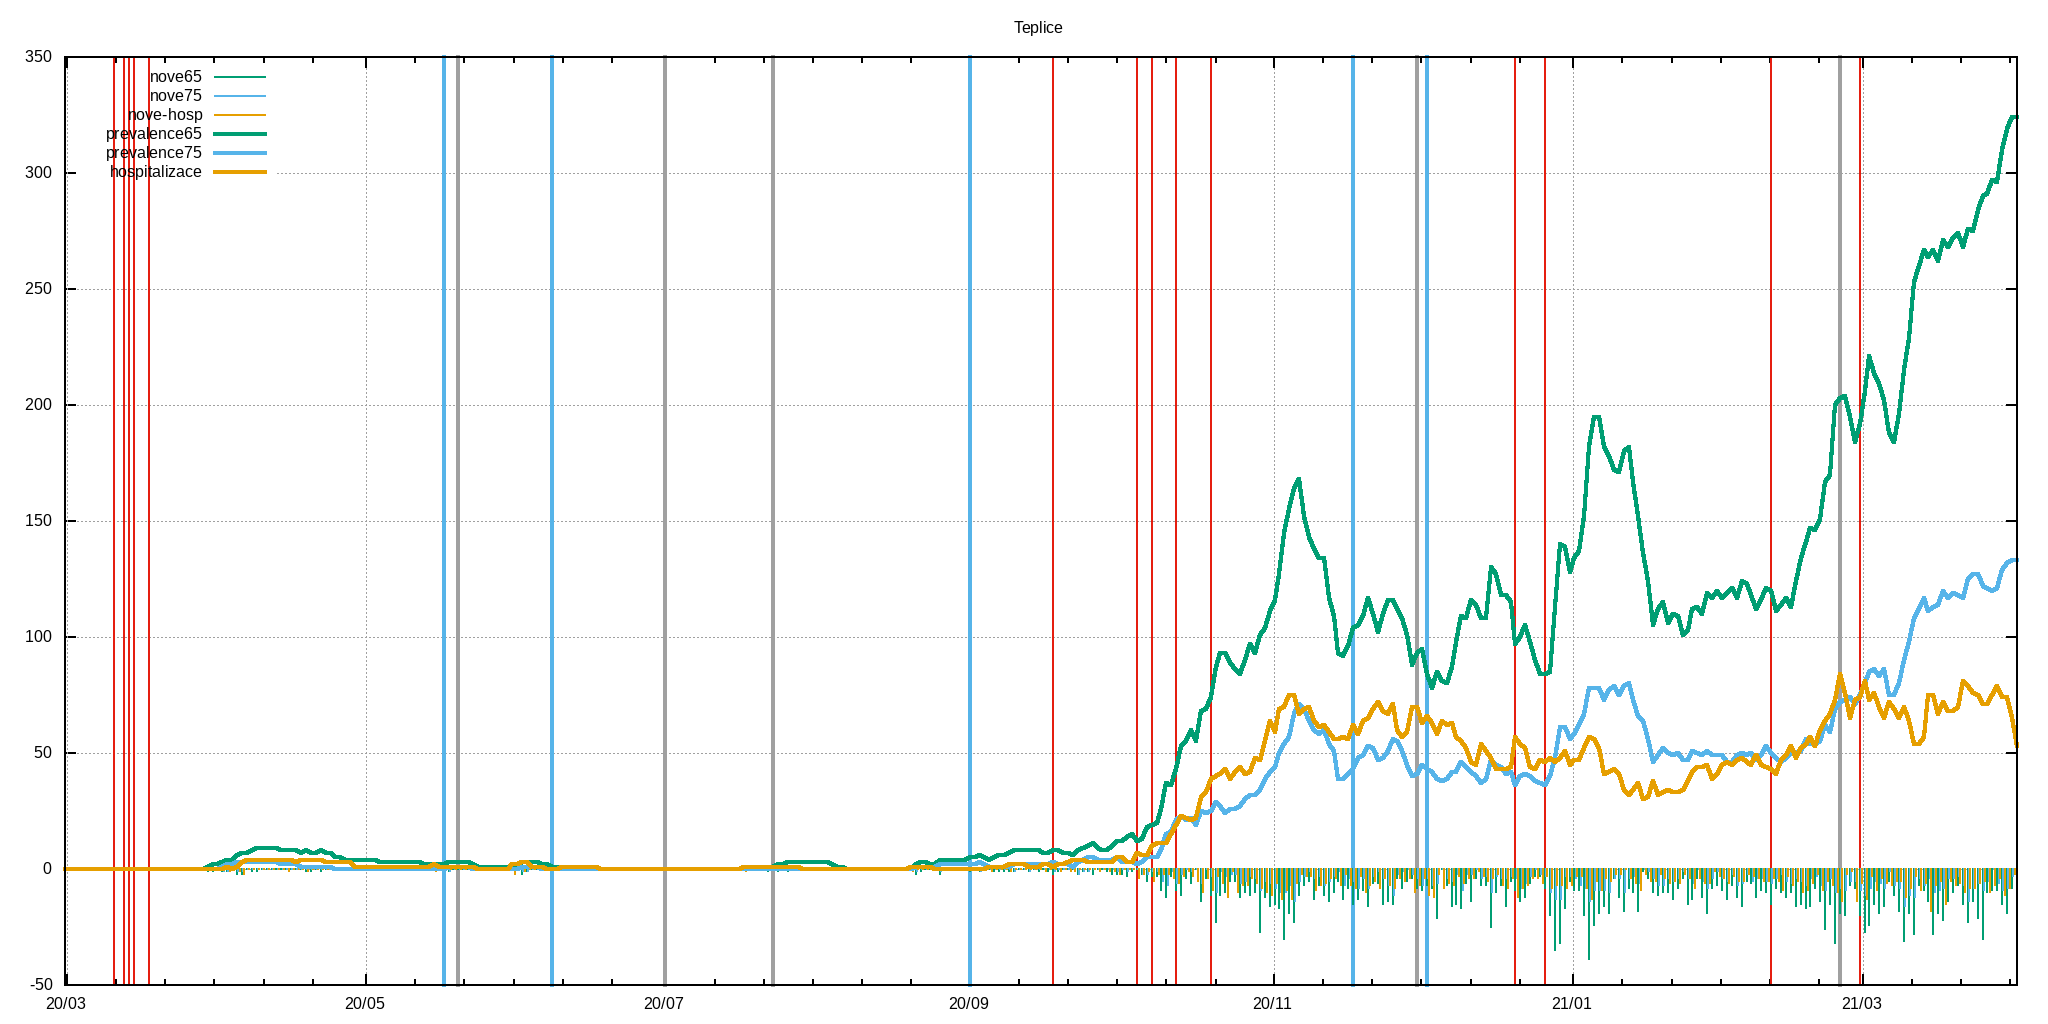 Teplice
350
300
250
200
150
100
50
0
-50
nove65
nove75
nove-hosp
prevalence65
prevalence75
hospitalizace
20/03 20/05 20/07 20/09 20/11 21/01 21/03